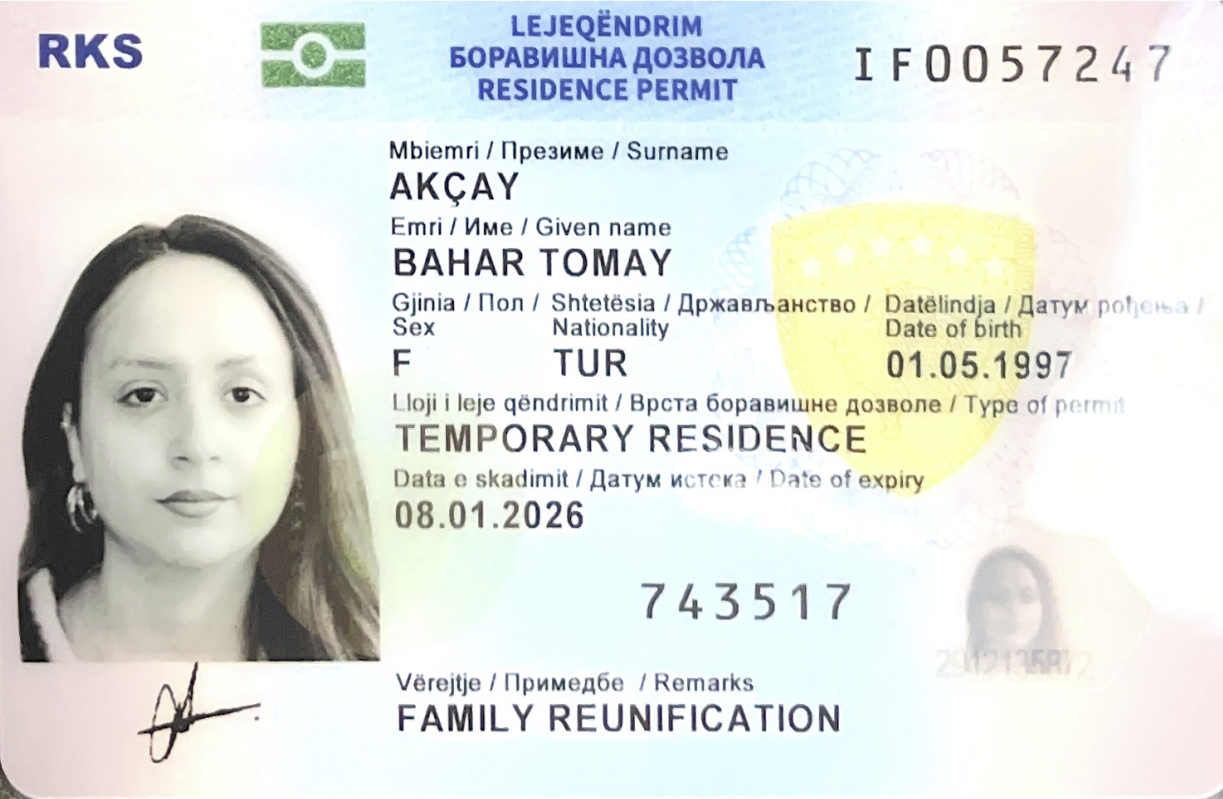 RKS
LEJEQËNDRIM
БОРАВИШНА ДОЗВОЛА
RESIDENCE PERMIT
IF0057247
Mbiemri / Презиме / Surname
AKÇAY
Emri / Име / Given name
BAHAR TOMAY
Gjinia / Пол / Shtetësia / Држављанство / Datëlindja / Датум рођења /
Sex Nationality Date of birth
F TUR 01.05.1997
Lloji i leje qëndrimit / Врста боравишне дозволе / Type of permit
TEMPORARY RESIDENCE
Data e skadimit / Датум истека / Date of expiry
08.01.2026
743517
Vërejtje / Примедбе / Remarks
FAMILY REUNIFICATION